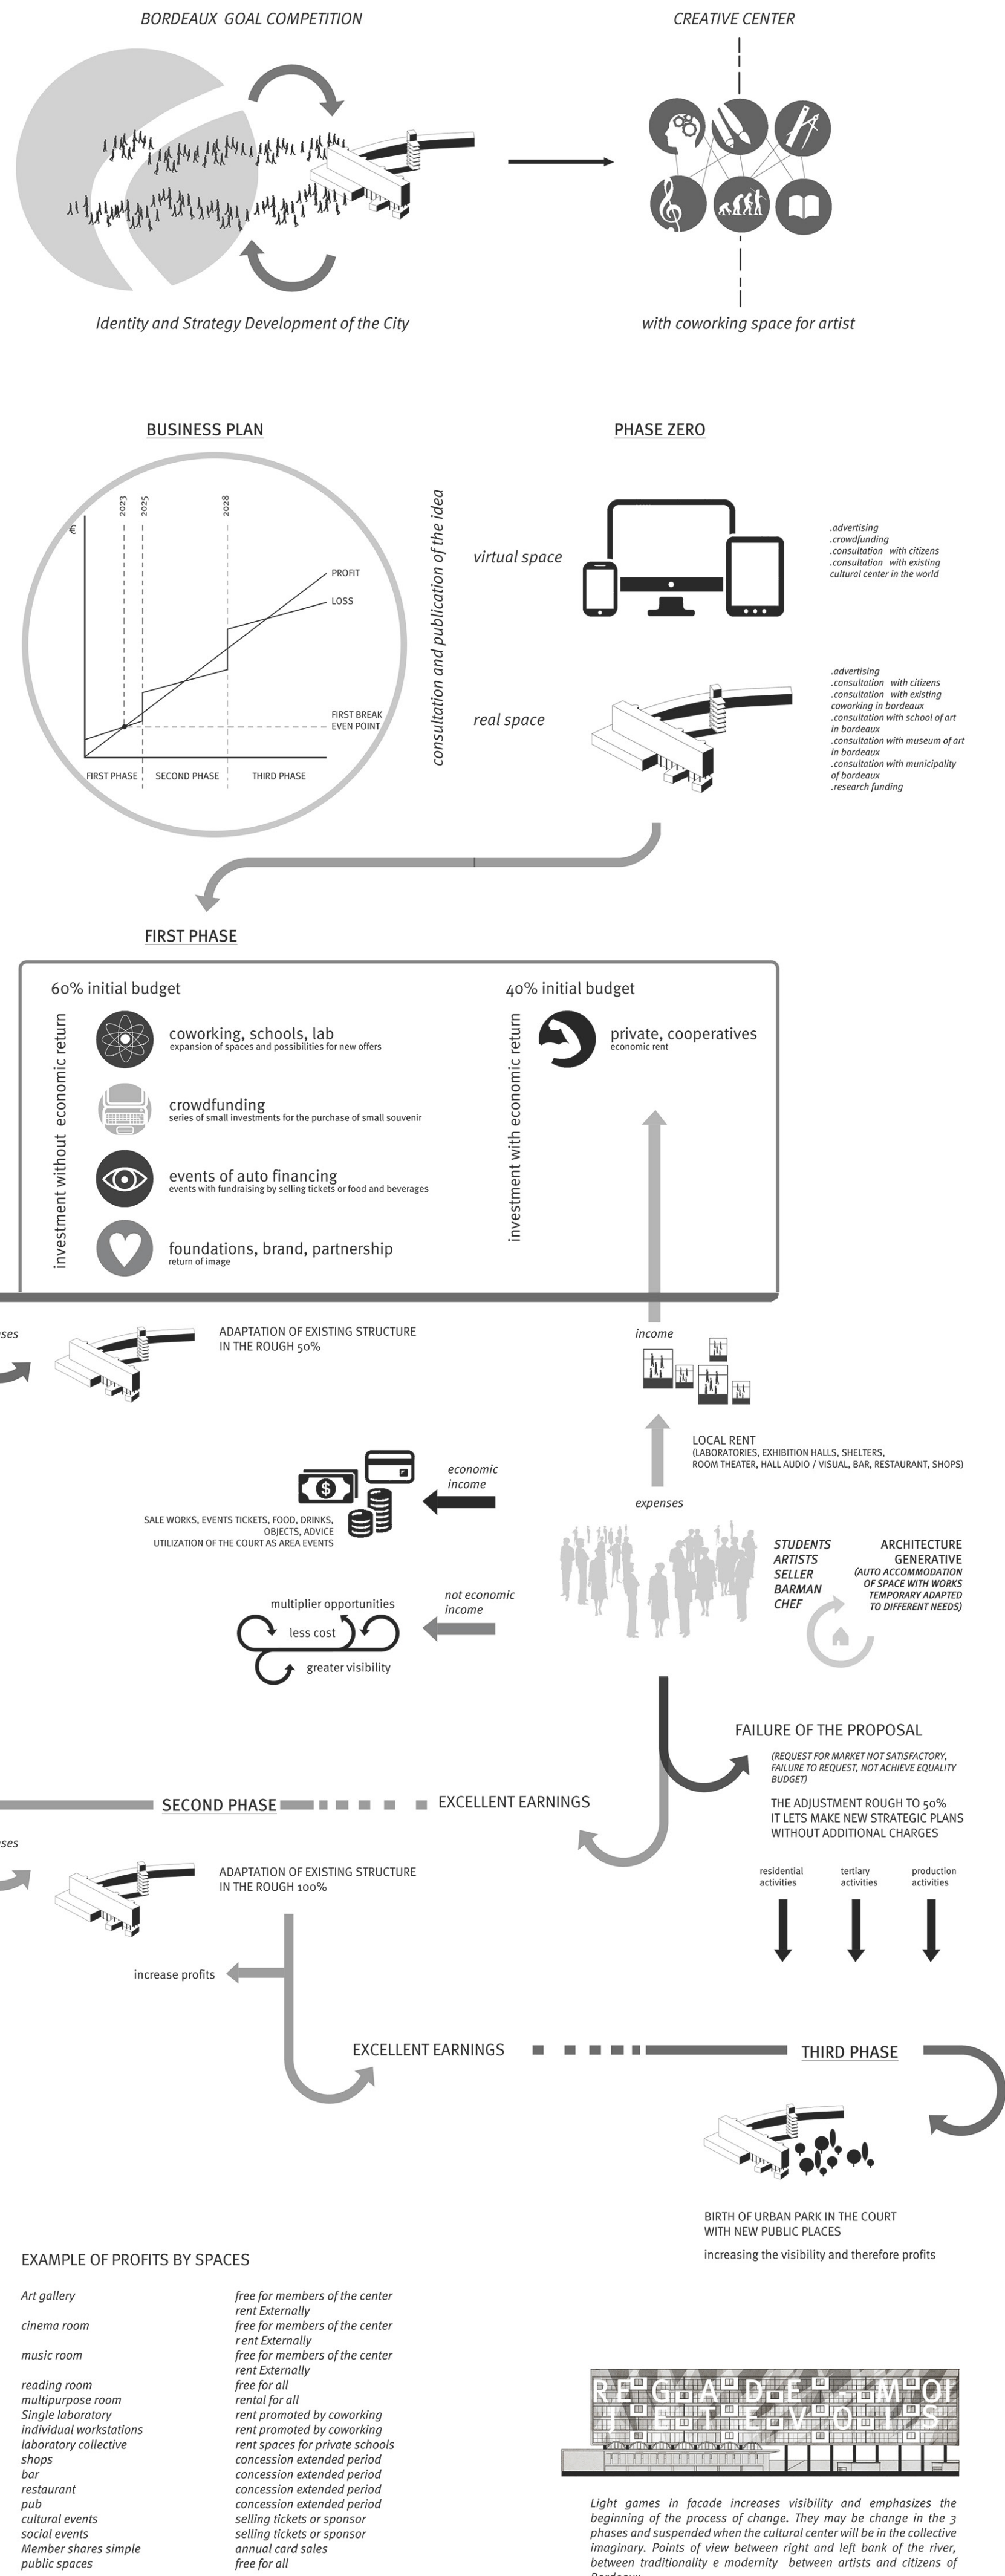 BORDEAUX GOAL COMPETITION
CREATIVE CENTER
Identity and Strategy Development of the City
with coworking space for artist
BUSINESS PLAN
PHASE ZERO
€
2023
2025
2028
PROFIT
LOSS
FIRST BREAK
EVEN POINT
FIRST PHASE
SECOND PHASE
THIRD PHASE
consultation and publication of the idea
virtual space
.advertising
.crowdfunding
.consultation with citizens
.consultation with existing
cultural center in the world
real space
.advertising
.consultation with citizens
.consultation with existing
coworking in bordeaux
.consultation with school of art
in bordeaux
.consultation with museum of art
in bordeaux
.consultation with municipality
of bordeaux
.research funding
FIRST PHASE
60% initial budget
investment without economic return
coworking, schools, lab
expansion of spaces and possibilities for new offers
crowdfunding
series of small investments for the purchase of small souvenir
events of auto financing
events with fundraising by selling tickets or food and beverages
foundations, brand, partnership
return of image
40% initial budget
investment with economic return
private, cooperatives
economic rent
ses
ADAPTATION OF EXISTING STRUCTURE
IN THE ROUGH 50%
income
LOCAL RENT
(LABORATORIES, EXHIBITION HALLS, SHELTERS,
ROOM THEATER, HALL AUDIO / VISUAL, BAR, RESTAURANT, SHOPS)
expenses
economic
income
$
SALE WORKS, EVENTS TICKETS, FOOD, DRINKS,
OBJECTS, ADVICE
UTILIZATION OF THE COURT AS AREA EVENTS
STUDENTS
ARTISTS
SELLER
BARMAN
CHEF
ARCHITECTURE
GENERATIVE
(AUTO ACCOMMODATION
OF SPACE WITH WORKS
TEMPORARY ADAPTED
TO DIFFERENT NEEDS)
not economic
income
multiplier opportunities
less cost
greater visibility
FAILURE OF THE PROPOSAL
(REQUEST FOR MARKET NOT SATISFACTORY,
FAILURE TO REQUEST, NOT ACHIEVE EQUALITY
BUDGET)
THE ADJUSTMENT ROUGH TO 50%
IT LETS MAKE NEW STRATEGIC PLANS
WITHOUT ADDITIONAL CHARGES
SECOND PHASE
EXCELLENT EARNINGS
ses
ADAPTATION OF EXISTING STRUCTURE
IN THE ROUGH 100%
residential
activities
tertiary
activities
production
activities
increase profits
EXCELLENT EARNINGS
THIRD PHASE
BIRTH OF URBAN PARK IN THE COURT
WITH NEW PUBLIC PLACES
increasing the visibility and therefore profits
EXAMPLE OF PROFITS BY SPACES
Art gallery free for members of the center
rent Externally
cinema room free for members of the center
rent Externally
music room free for members of the center
rent Externally
reading room free for all
multipurpose room rental for all
Single laboratory rent promoted by coworking
individual workstations rent promoted by coworking
laboratory collective rent spaces for private schools
shops concession extended period
bar concession extended period
restaurant concession extended period
pub concession extended period
cultural events selling tickets or sponsor
social events selling tickets or sponsor
Member shares simple annual card sales
public spaces free for all
REGADE-MOI
JE TE VOIS
Light games in facade increases visibility and emphasizes the
beginning of the process of change. They may be change in the 3
phases and suspended when the cultural center will be in the collective
imaginary. Points of view between right and left bank of the river,
between traditionality e modernity between artists and citizens of